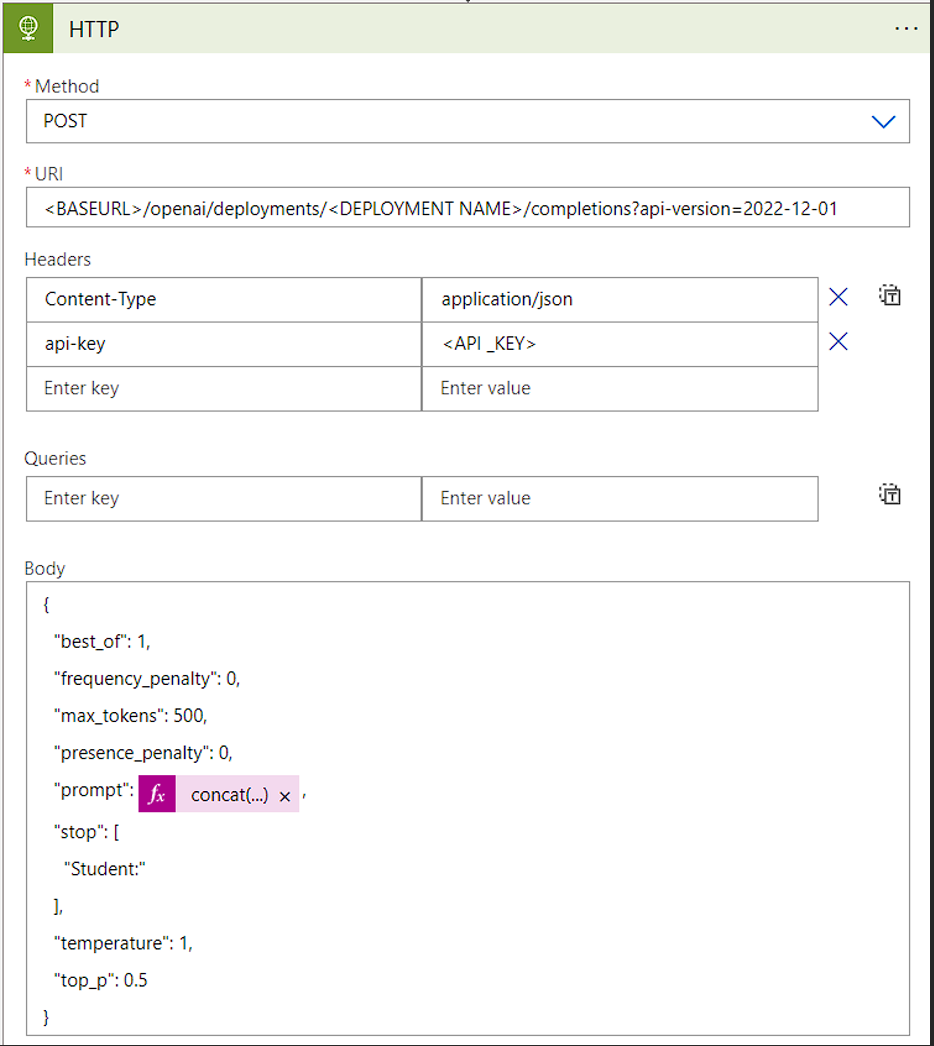 HTTP
...
* Method
POST
* URI
<BASEURL>/openai/deployments/<DEPLOYMENT NAME>/completions?api-version=2022-12-01
Headers
Content-Type application/json
api-key <API _KEY>
Enter key Enter value
Queries
Enter key Enter value
Body
{
"best_of": 1,
"frequency_penalty": 0,
"max_tokens": 500,
"presence_penalty": 0,
"prompt": fx concat(...) × ,
"stop": [
"Student:"
],
"temperature": 1,
"top_p": 0.5
}